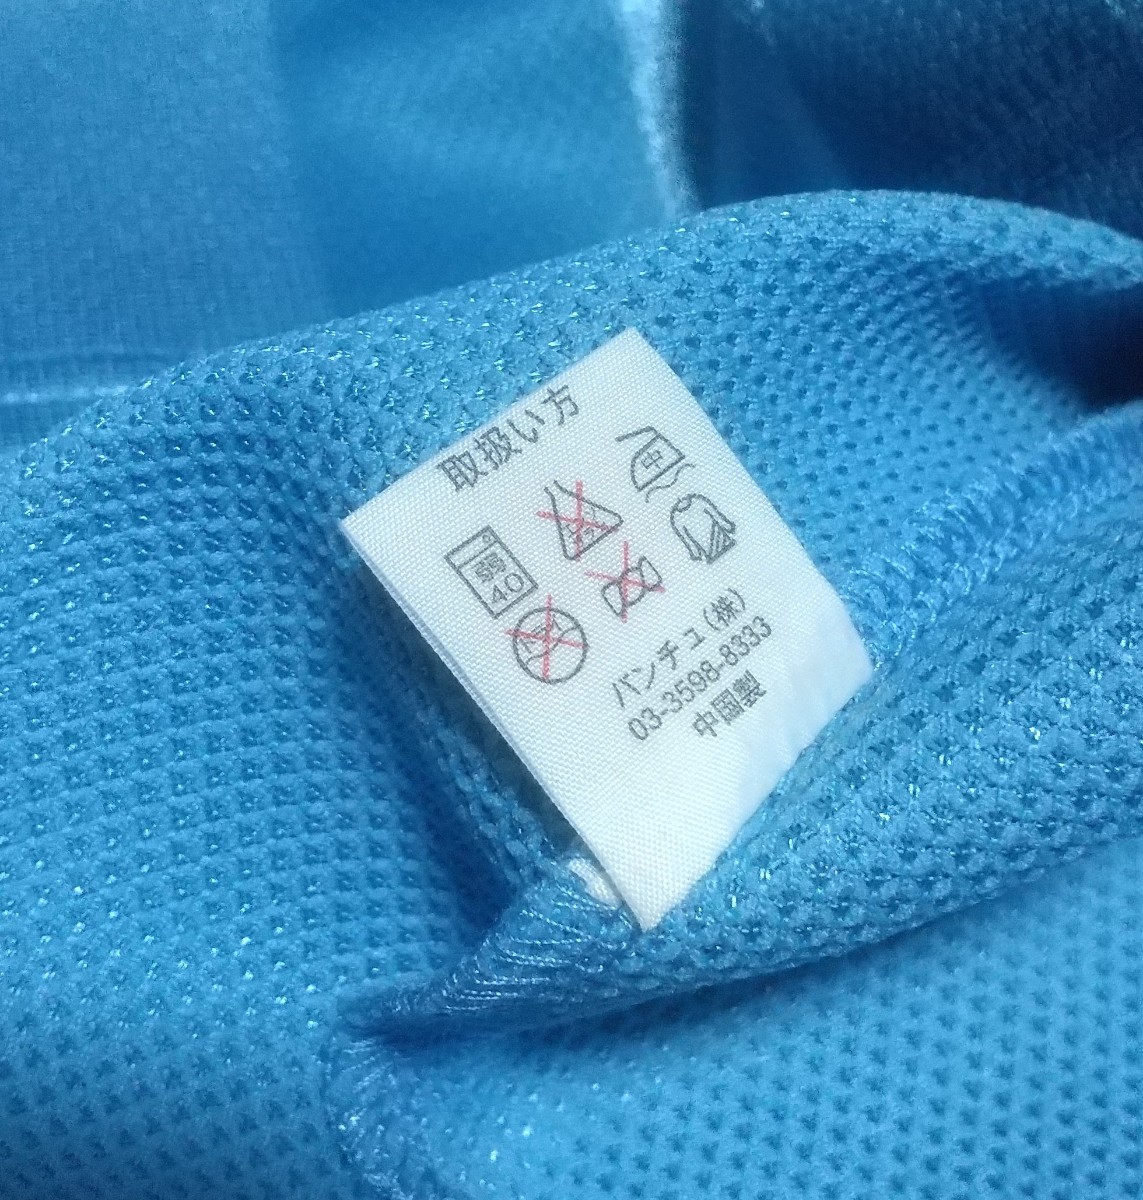 取扱い方
弱
40
中
バンチュ(株)
03-3598-8333
中国製